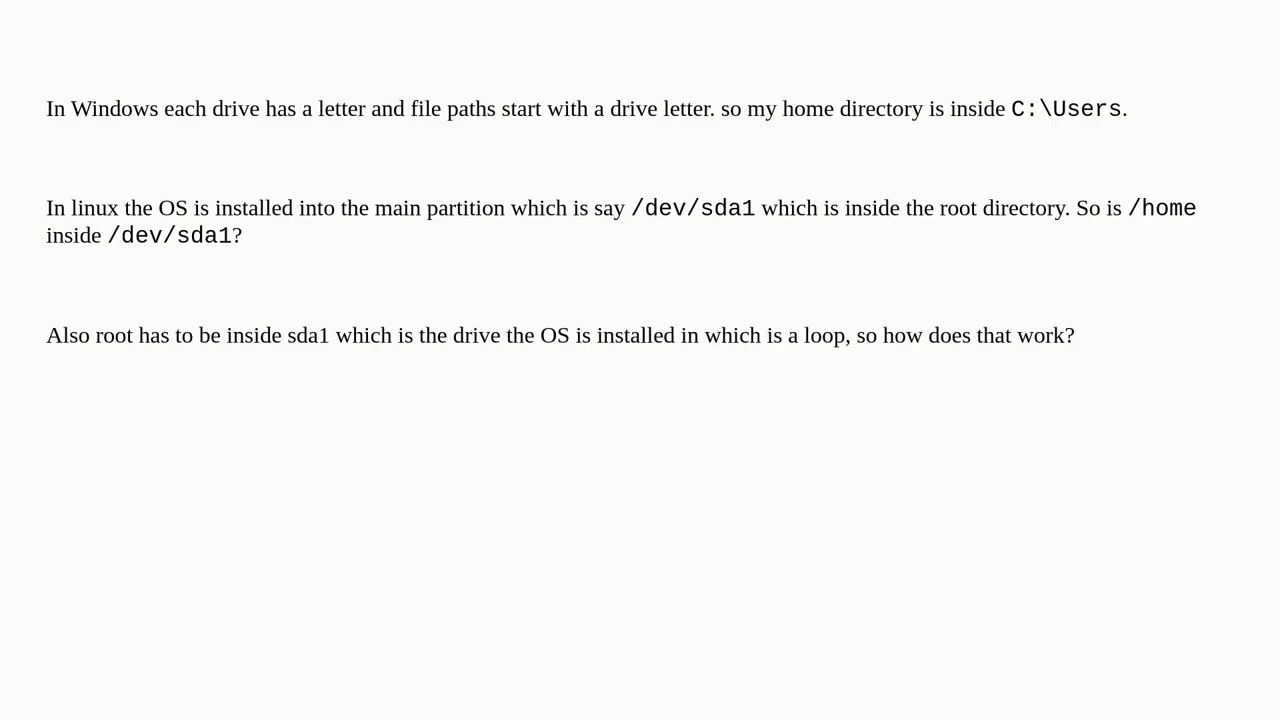 In Windows each drive has a letter and file paths start with a drive letter. so my home directory is inside C:\Users.
In linux the OS is installed into the main partition which is say /dev/sda1 which is inside the root directory. So is /home
inside /dev/sda1?
Also root has to be inside sda1 which is the drive the OS is installed in which is a loop, so how does that work?